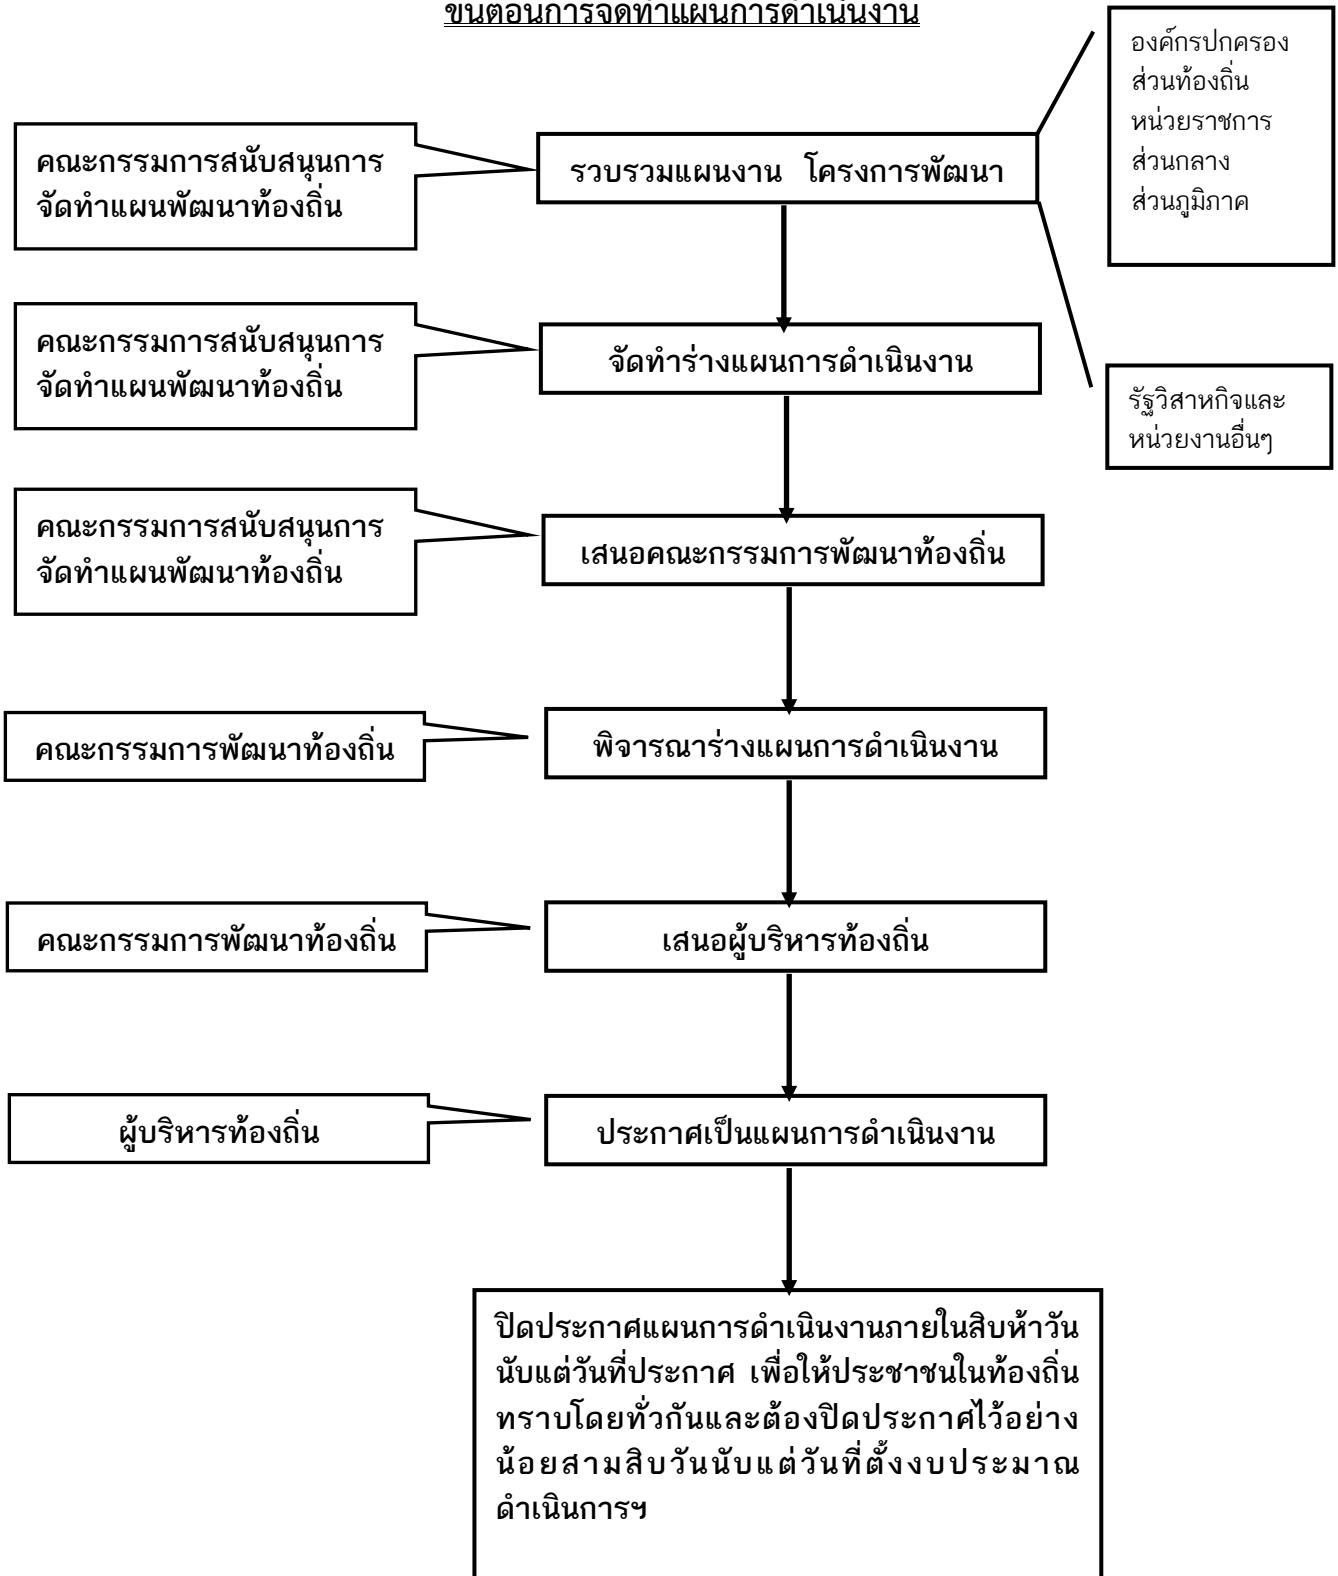 ขั้นตอนการจัดทำแผนการดำเนินงาน
องค์กรปกครอง
ส่วนท้องถิ่น
หน่วยราชการ
ส่วนกลาง
ส่วนภูมิภาค
คณะกรรมการสนับสนุนการ
จัดทำแผนพัฒนาท้องถิ่น
รวบรวมแผนงาน โครงการพัฒนา
คณะกรรมการสนับสนุนการ
จัดทำแผนพัฒนาท้องถิ่น
จัดทำร่างแผนการดำเนินงาน
รัฐวิสาหกิจและ
หน่วยงานอื่นๆ
คณะกรรมการสนับสนุนการ
จัดทำแผนพัฒนาท้องถิ่น
เสนอคณะกรรมการพัฒนาท้องถิ่น
คณะกรรมการพัฒนาท้องถิ่น
พิจารณาร่างแผนการดำเนินงาน
คณะกรรมการพัฒนาท้องถิ่น
เสนอผู้บริหารท้องถิ่น
ผู้บริหารท้องถิ่น
ประกาศเป็นแผนการดำเนินงาน
ปิดประกาศแผนการดำเนินงานภายในสิบห้าวัน
นับแต่วันที่ประกาศ เพื่อให้ประชาชนในท้องถิ่น
ทราบโดยทั่วกันและต้องปิดประกาศไว้อย่าง
น้อยสามสิบวันนับแต่วันที่ตั้งงบประมาณ
ดำเนินการฯ